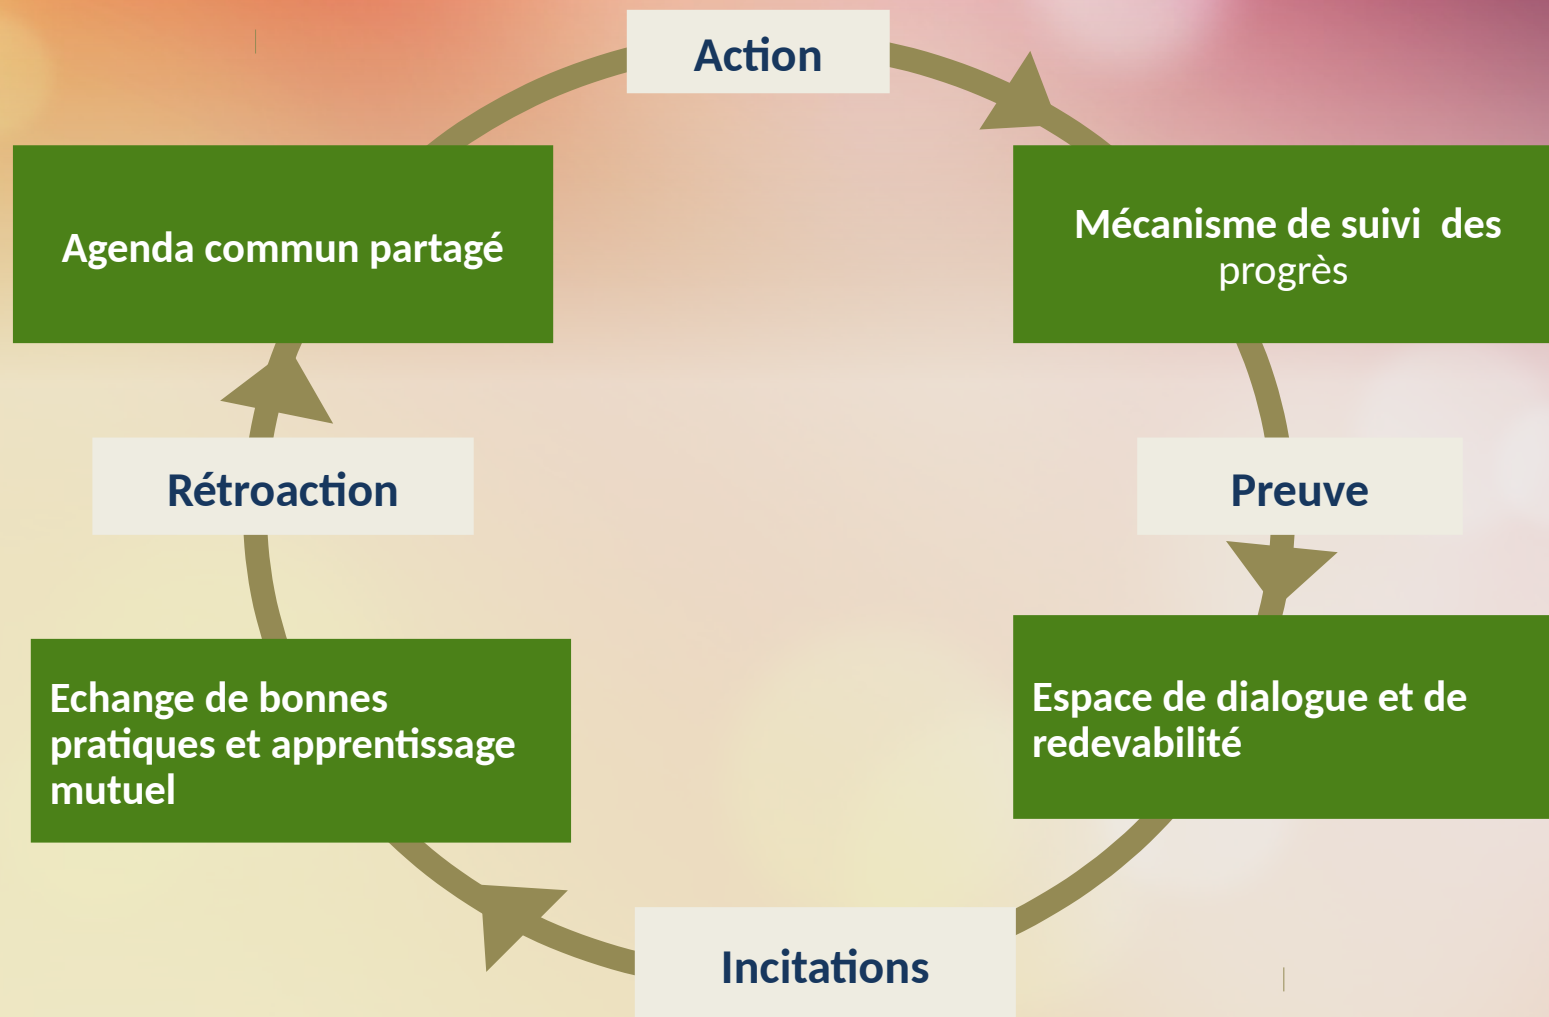 Action
Agenda commun partagé
Mécanisme de suivi  des
progrès
Rétroaction
Preuve
Echange de bonnes
pratiques et apprentissage
mutuel
Espace de dialogue et de
redevabilité
Incitations